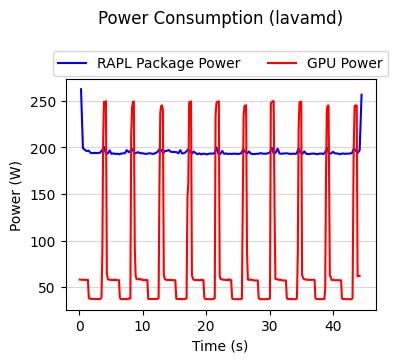 Power Consumption (lavamd)
RAPL Package Power
GPU Power
Power (W)
250
200
150
100
50
0
10
20
30
40
Time (s)